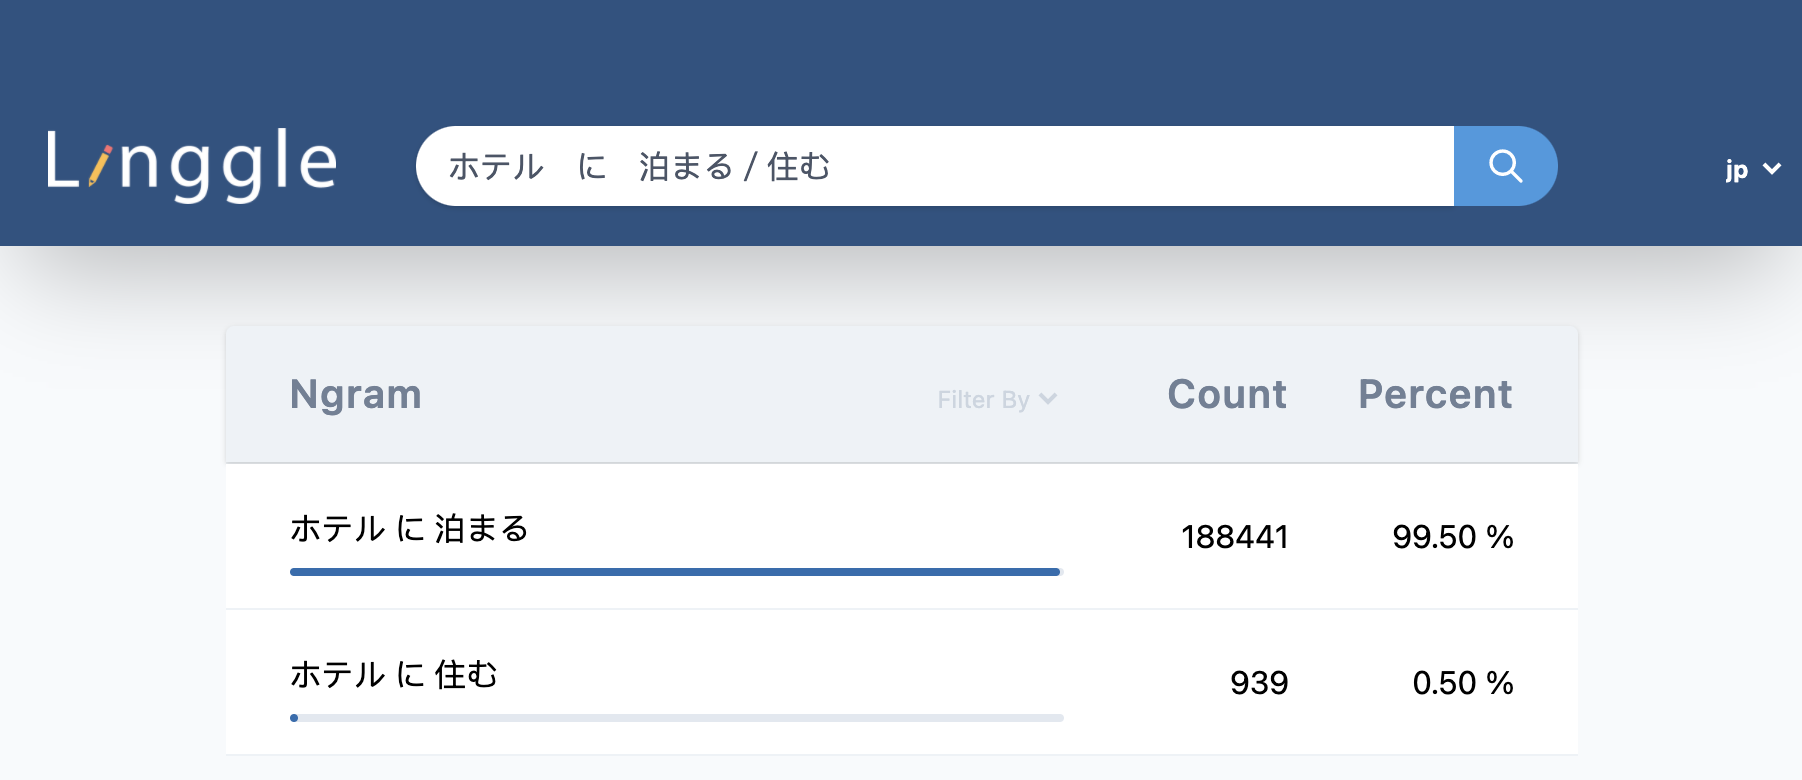 Linggle
ホテル　に　泊まる / 住む
jp
Ngram
Filter By
Count
Percent
ホテル に 泊まる
188441
99.50 %
ホテル に 住む
939
0.50 %